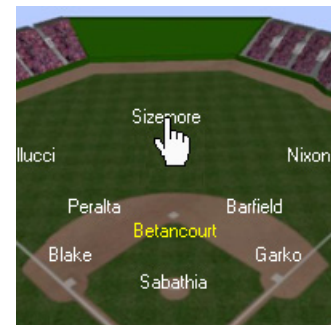 Sizemore
llucci
Nixon
Peralta
Barfield
Betancourt
Blake
Garko
Sabathia